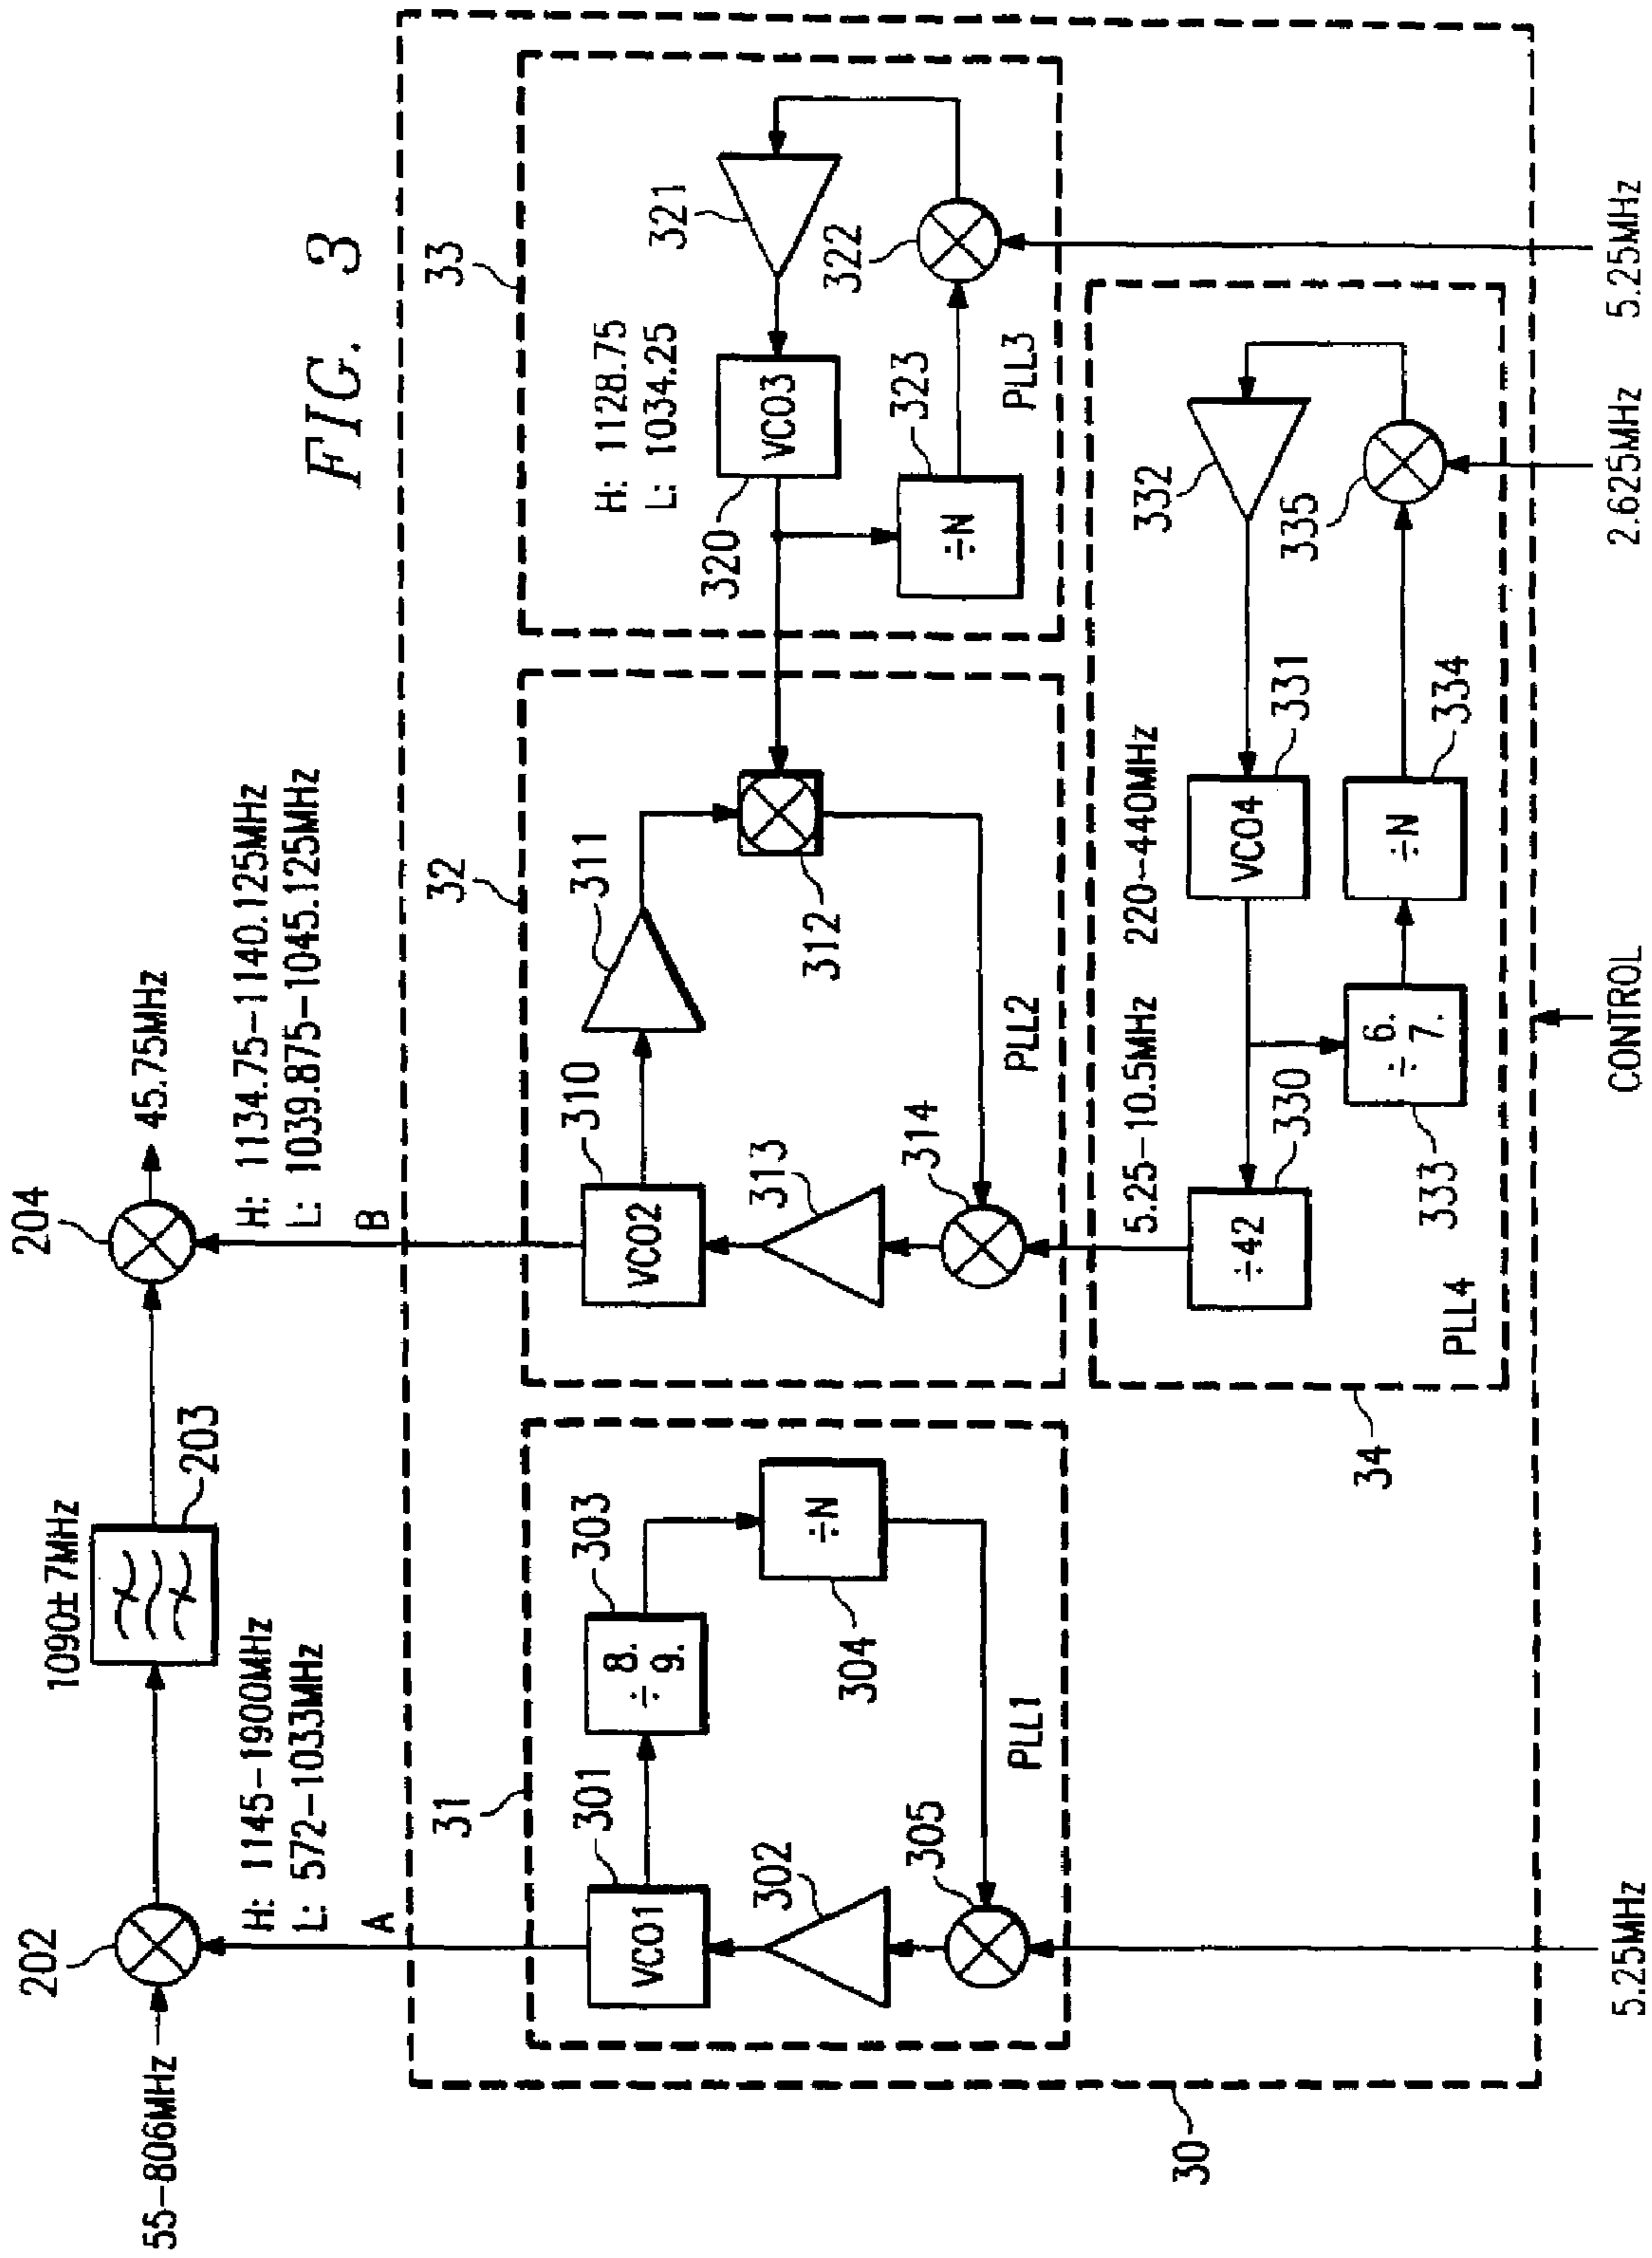 FIG. 3
55-806MHz
202
1090±7MHz
203
204
45.75MHz
H: 1145-1900MHz
L: 572-1033MHz
A
H: 1134.75-1140.125MHz
L: 1039.875-1045.125MHz
B
31
301
VCO1
302
303
÷ 8.
9.
÷N
304
305
PLL1
32
310
VCO2
311
312
313
314
PLL2
33
H: 1128.75
L: 1034.25
320
VCO3
321
322
323
÷N
PLL3
5.25-10.5MHz
220-440MHz
÷42
330
VCO4
331
332
333
÷ 6.
7.
÷N
334
335
PLL4
34
30
5.25MHz
CONTROL
2.625MHz
5.25MHz